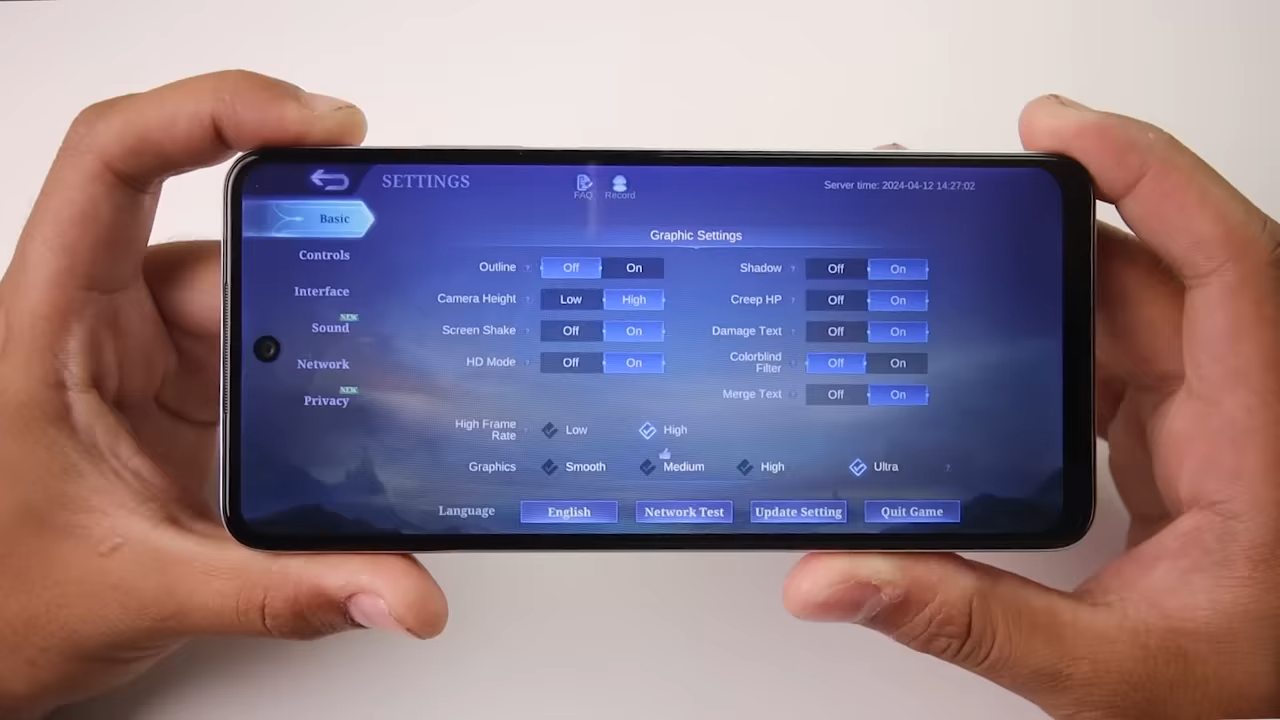 SETTINGS
FAQ
Record
Server time: 2024-04-12 14:27:02
Basic
Controls
Interface
NEW
Sound
Network
NEW
Privacy
Graphic Settings
Outline ? Off On
Shadow ? Off On
Camera Height ? Low High
Creep HP ? Off On
Screen Shake ? Off On
Damage Text ? Off On
HD Mode ? Off On
Colorblind
Filter ? Off On
Merge Text ? Off On
High Frame
Rate ? Low High
Graphics Smooth Medium High Ultra ?
Language English Network Test Update Setting Quit Game